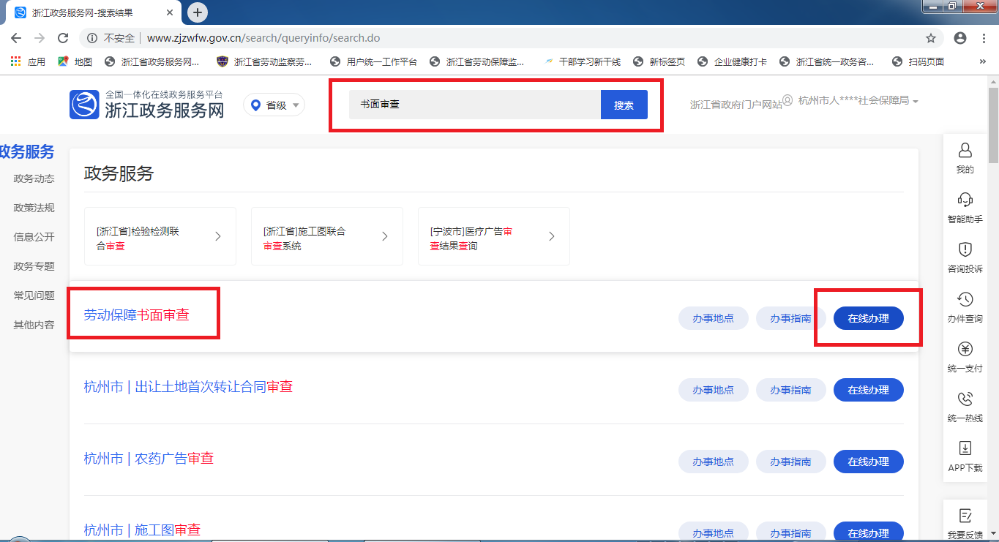 浙江政务服务网-搜索结果
不安全
www.zjzwfw.gov.cn/search/queryinfo/search.do
应用
地图
浙江省政务服务网...
浙江省劳动监察劳...
用户统一工作平台
浙江省劳动保障监...
干部学习新干线
新标签页
企业健康打卡
浙江省统一政务咨...
扫码页面
全国一体化在线政务服务平台
浙江政务服务网
省级
书面审查
搜索
浙江省政府门户网站
杭州市人****社会保障局
政务服务
政务动态
政策法规
信息公开
政务专题
常见问题
其他内容
政务服务
[浙江省]检验检测联
合审查
[浙江省]施工图联合
审查系统
[宁波市]医疗广告审
查结果查询
劳动保障书面审查
办事地点
办事指南
在线办理
杭州市 | 出让土地首次转让合同审查
办事地点
办事指南
在线办理
杭州市 | 农药广告审查
办事地点
办事指南
在线办理
杭州市 | 施工图审查
办事地点
办事指南
在线办理
我的
智能助手
咨询投诉
办件查询
统一支付
统一热线
APP下载
我要反馈